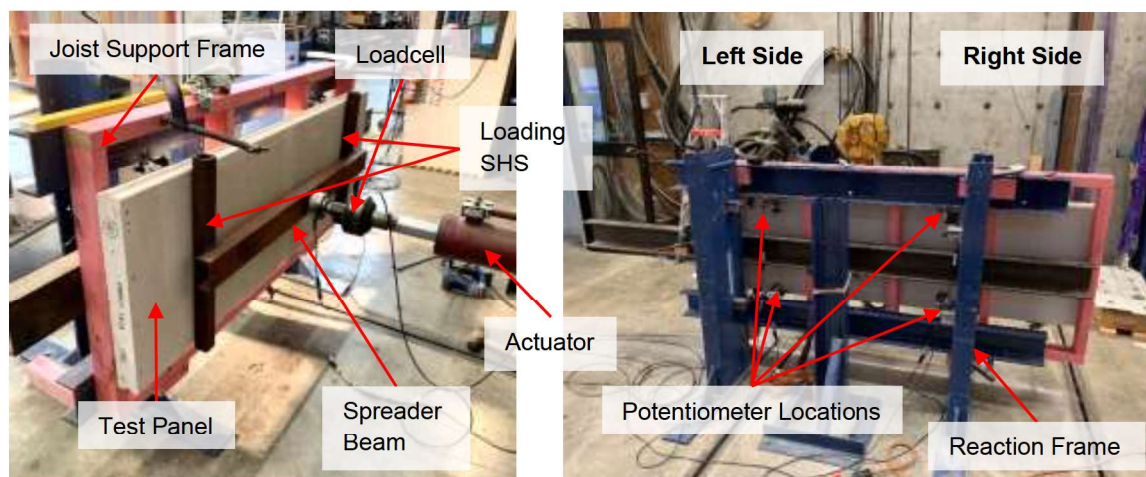 Joist Support Frame
Loadcell
Loading
SHS
Actuator
Test Panel
Spreader
Beam
Left Side
Right Side
Potentiometer Locations
Reaction Frame